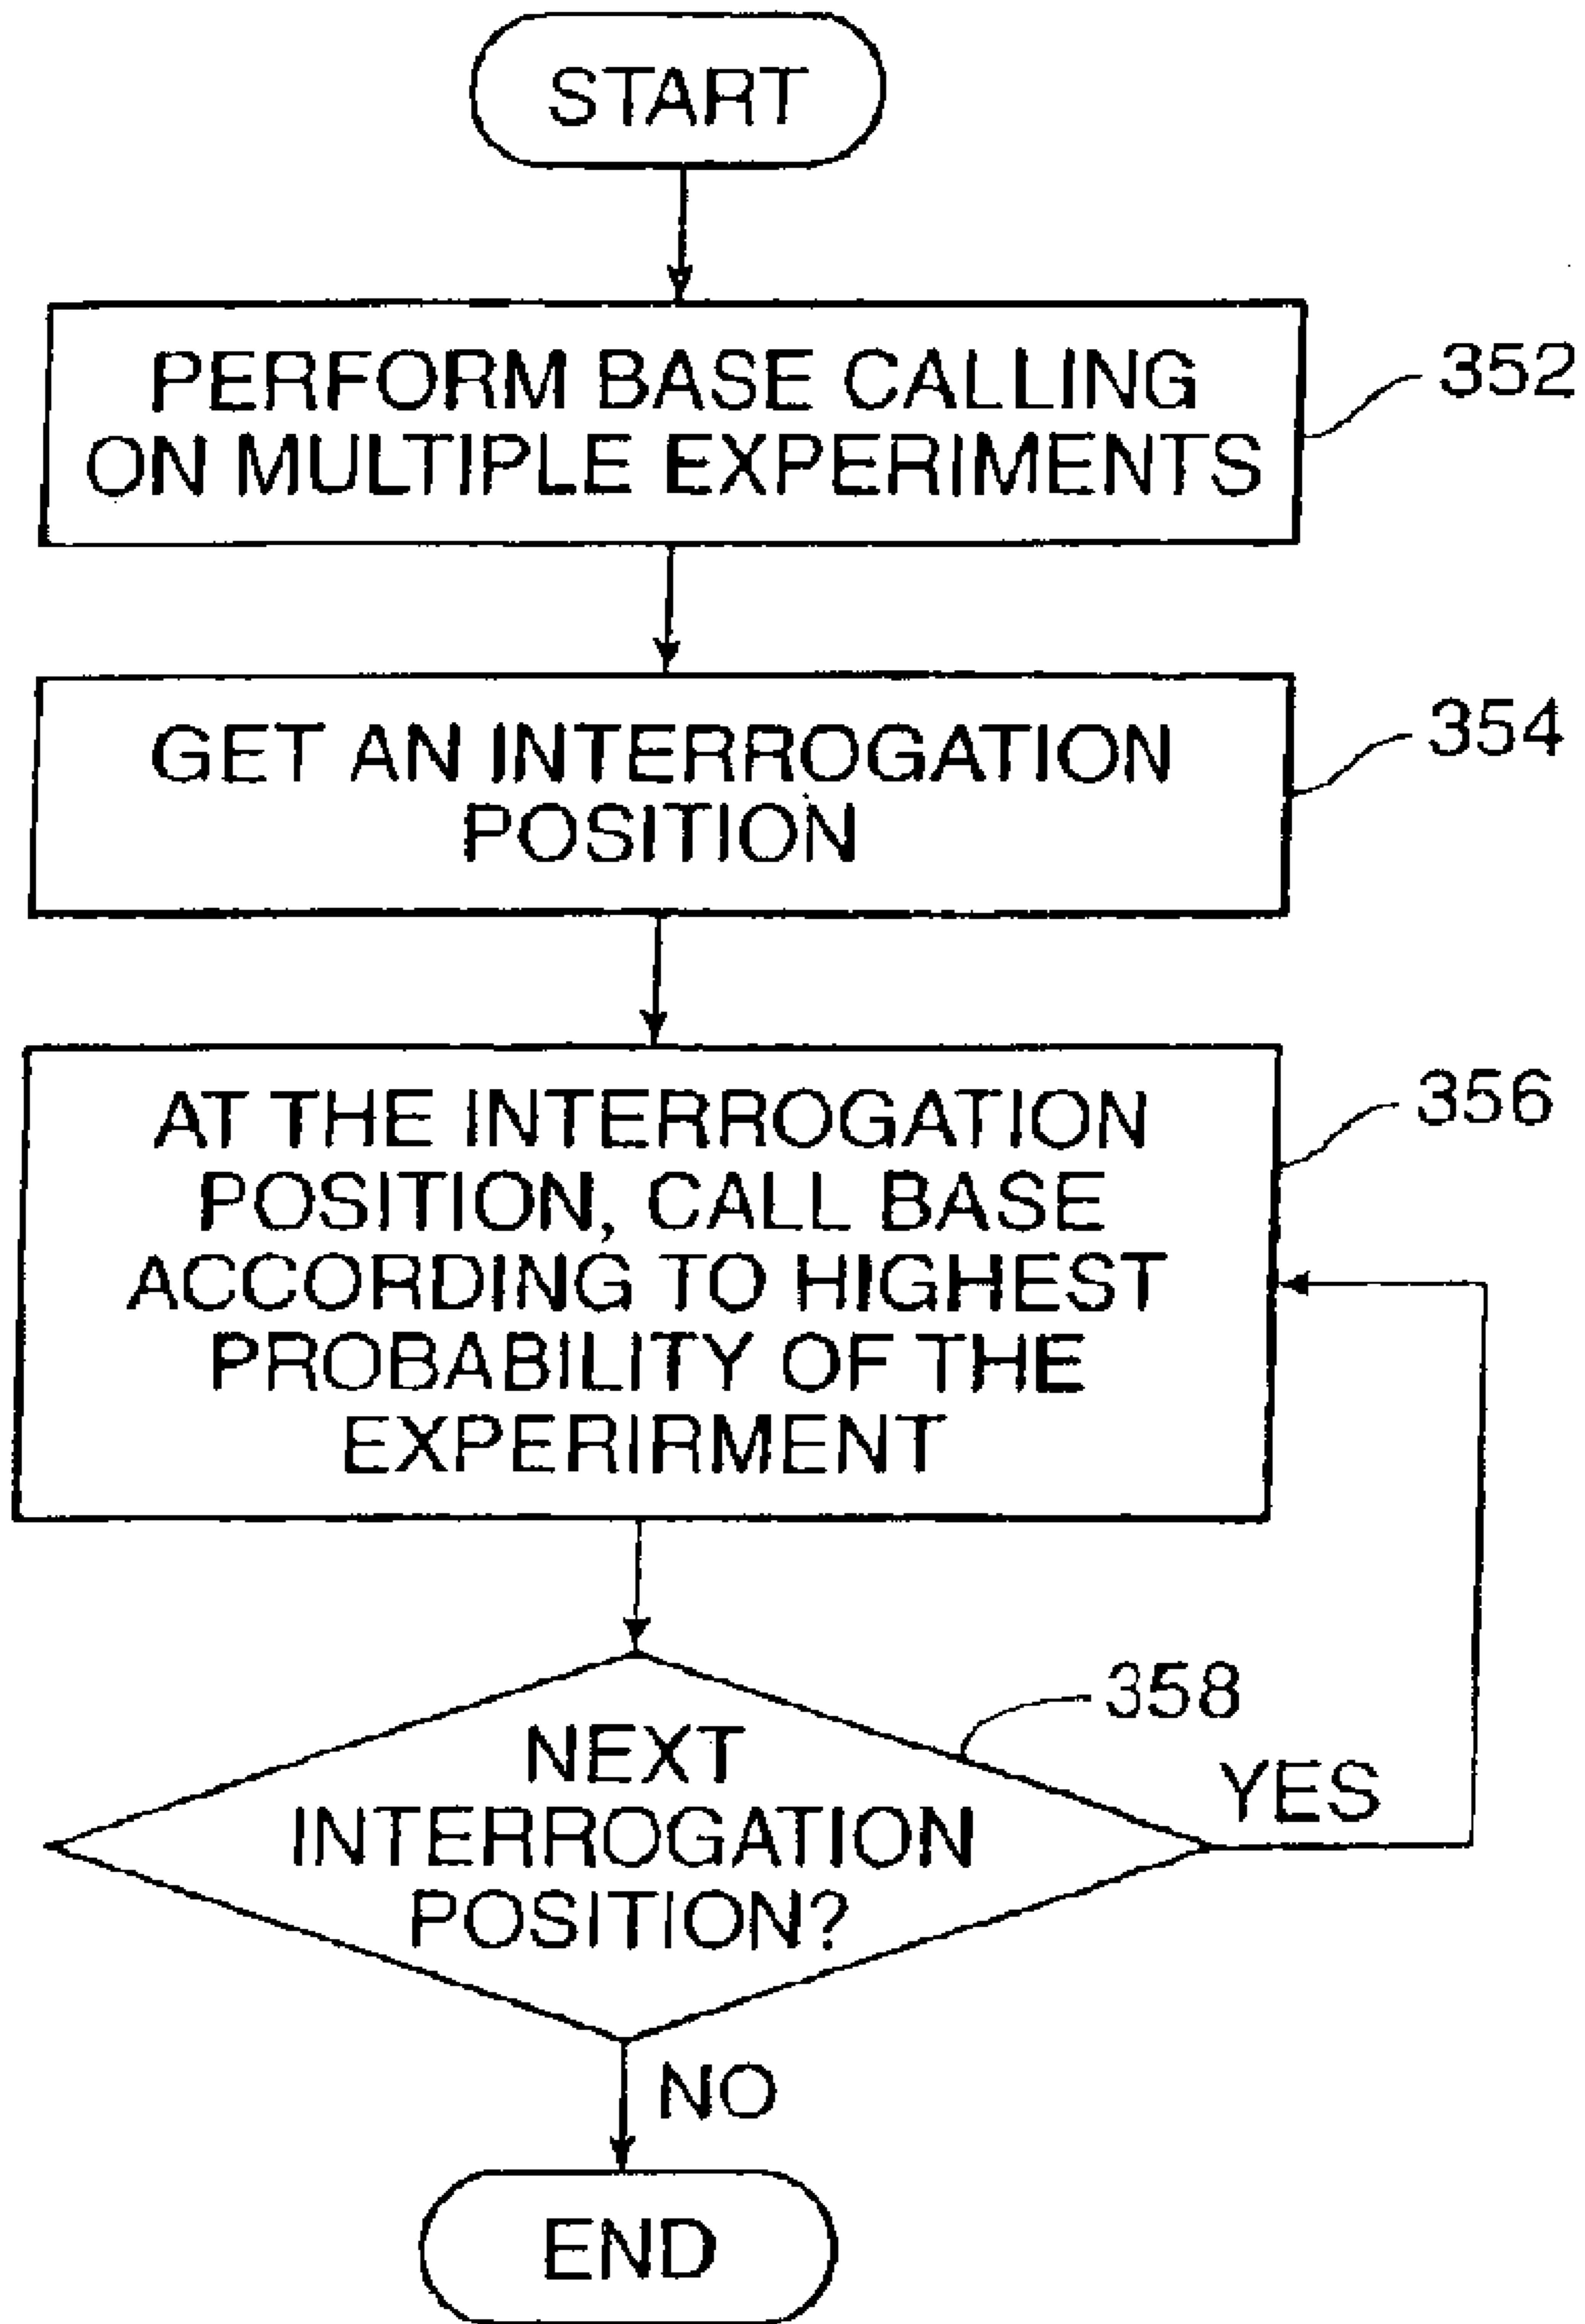 START
PERFORM BASE CALLING
ON MULTIPLE EXPERIMENTS
352
GET AN INTERROGATION
POSITION
354
AT THE INTERROGATION
POSITION, CALL BASE
ACCORDING TO HIGHEST
PROBABILITY OF THE
EXPERIRMENT
356
NEXT
INTERROGATION
POSITION?
358
YES
NO
END